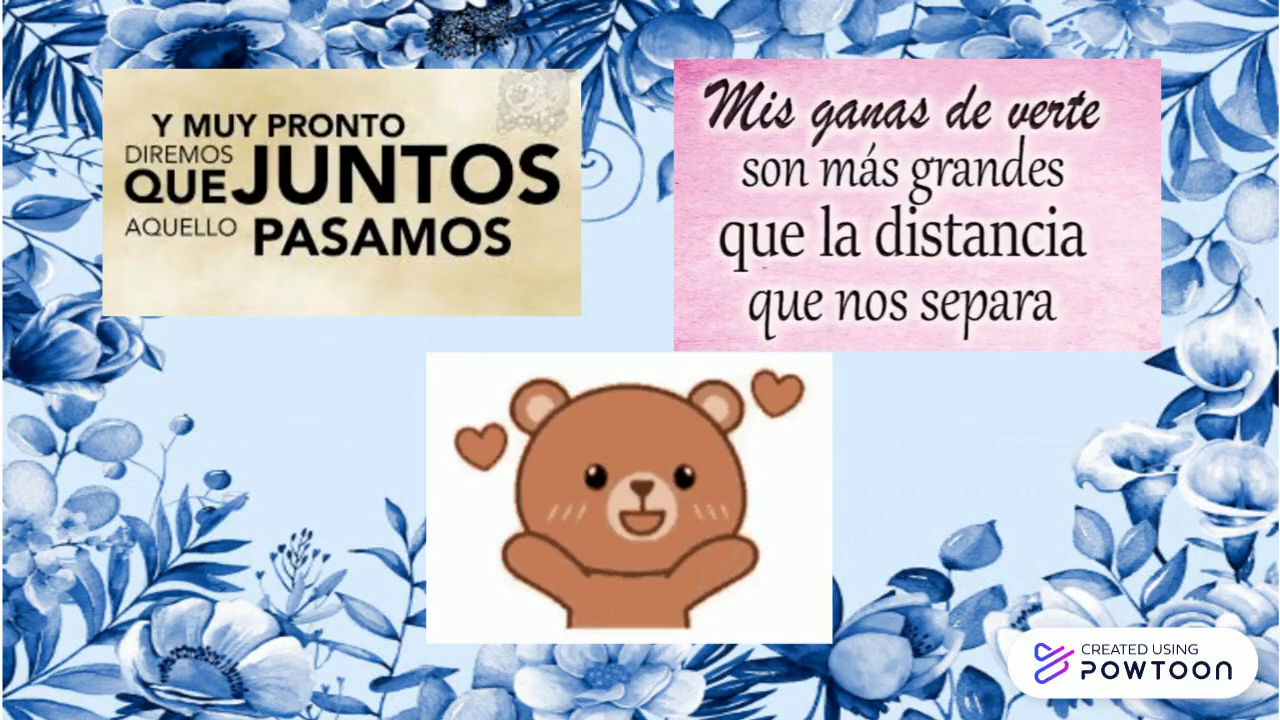 Y MUY PRONTO
DIREMOS
QUE JUNTOS
AQUELLO PASAMOS
Mis ganas de verte
son más grandes
que la distancia
que nos separa
CREATED USING
POWTOON